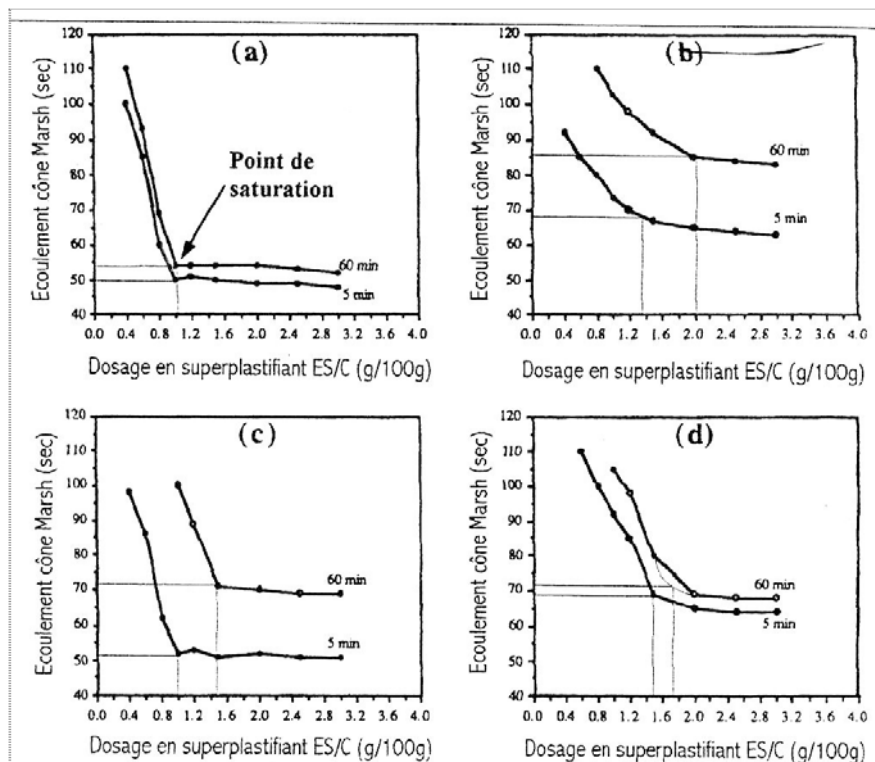 (a)
Ecoulement cône Marsh (sec)
120
110
100
90
80
70
60
50
40
Point de
saturation
60 min
5 min
0.0 0.4 0.8 1.2 1.6 2.0 2.4 2.8 3.2 3.6 4.0
Dosage en superplastifiant ES/C (g/100g)
(b)
Ecoulement cône Marsh (sec)
120
110
100
90
80
70
60
50
40
60 min
5 min
0.0 0.4 0.8 1.2 1.6 2.0 2.4 2.8 3.2 3.6 4.0
Dosage en superplastifiant ES/C (g/100g)
(c)
Ecoulement cône Marsh (sec)
120
110
100
90
80
70
60
50
40
60 min
5 min
0.0 0.4 0.8 1.2 1.6 2.0 2.4 2.8 3.2 3.6 4.0
Dosage en superplastifiant ES/C (g/100g)
(d)
Ecoulement cône Marsh (sec)
120
110
100
90
80
70
60
50
40
60 min
5 min
0.0 0.4 0.8 1.2 1.6 2.0 2.4 2.8 3.2 3.6 4.0
Dosage en superplastifiant ES/C (g/100g)